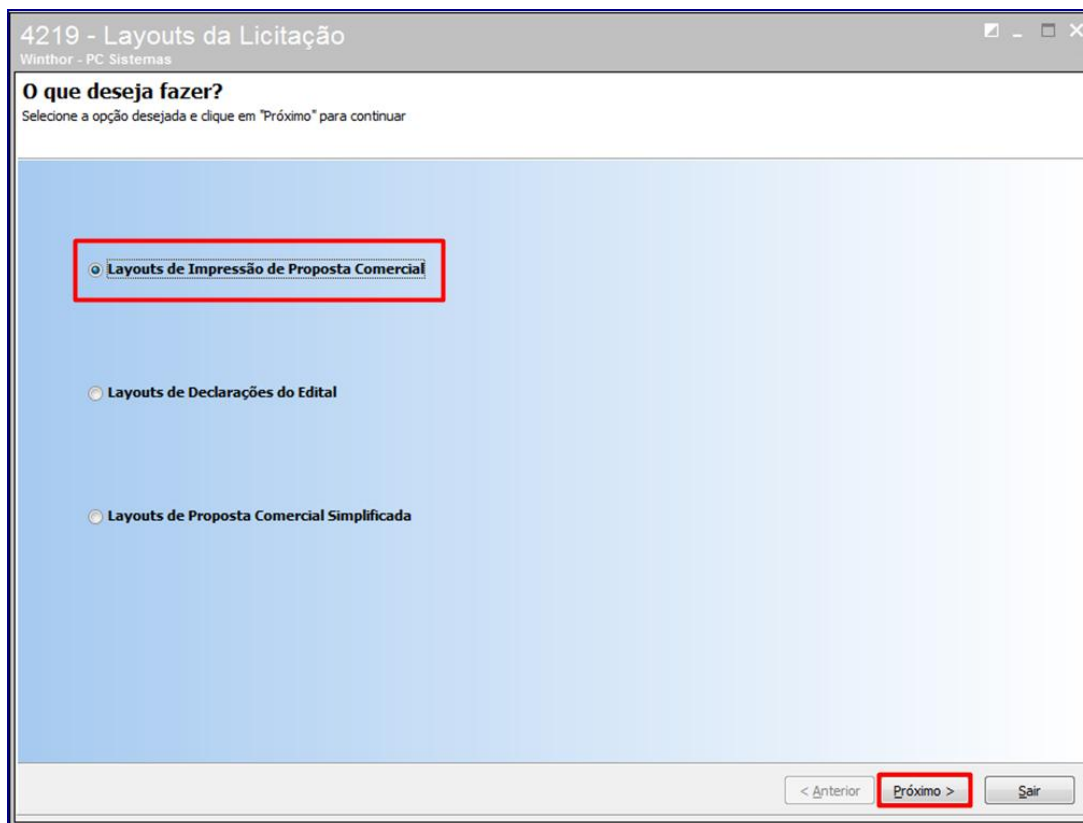 4219 - Layouts da Licitação
Winthor - PC Sistemas
O que deseja fazer?
Selecione a opção desejada e clique em "Próximo" para continuar
Layouts de Impressão de Proposta Comercial
Layouts de Declarações do Edital
Layouts de Proposta Comercial Simplificada
< Anterior
Próximo >
Sair